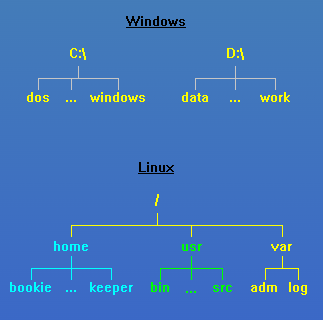 Windows
C:\ D:\
dos ... windows data ... work
Linux
/
home usr var
bookie ... keeper bin ... src adm log